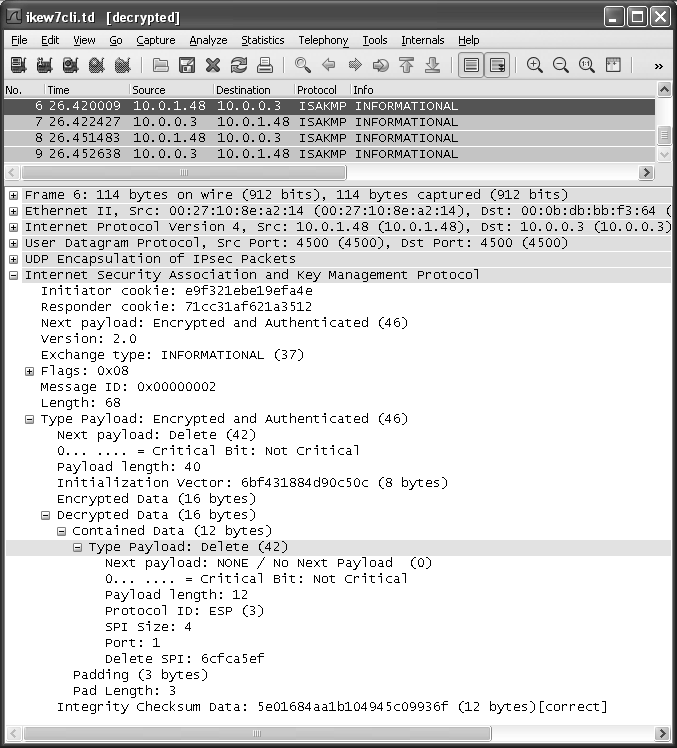 ikew7cli.td [decrypted]
File Edit View Go Capture Analyze Statistics Telephony Tools Internals Help
No. Time Source Destination Protocol Info
6 26.420009 10.0.1.48 10.0.0.3 ISAKMP INFORMATIONAL
7 26.422427 10.0.0.3 10.0.1.48 ISAKMP INFORMATIONAL
8 26.451483 10.0.1.48 10.0.0.3 ISAKMP INFORMATIONAL
9 26.452638 10.0.0.3 10.0.1.48 ISAKMP INFORMATIONAL
Frame 6: 114 bytes on wire (912 bits), 114 bytes captured (912 bits)
Ethernet II, Src: 00:27:10:8e:a2:14 (00:27:10:8e:a2:14), Dst: 00:0b:db:bb:f3:64 (
Internet Protocol Version 4, Src: 10.0.1.48 (10.0.1.48), Dst: 10.0.0.3 (10.0.0.3)
User Datagram Protocol, Src Port: 4500 (4500), Dst Port: 4500 (4500)
UDP Encapsulation of IPsec Packets
Internet Security Association and Key Management Protocol
Initiator cookie: e9f321ebe19efa4e
Responder cookie: 71cc31af621a3512
Next payload: Encrypted and Authenticated (46)
Version: 2.0
Exchange type: INFORMATIONAL (37)
Flags: 0x08
Message ID: 0x00000002
Length: 68
Type Payload: Encrypted and Authenticated (46)
Next payload: Delete (42)
0... .... = Critical Bit: Not Critical
Payload length: 40
Initialization Vector: 6bf431884d90c50c (8 bytes)
Encrypted Data (16 bytes)
Decrypted Data (16 bytes)
Contained Data (12 bytes)
Type Payload: Delete (42)
Next payload: NONE / No Next Payload (0)
0... .... = Critical Bit: Not Critical
Payload length: 12
Protocol ID: ESP (3)
SPI Size: 4
Port: 1
Delete SPI: 6cfca5ef
Padding (3 bytes)
Pad Length: 3
Integrity Checksum Data: 5e01684aa1b104945c09936f (12 bytes)[correct]